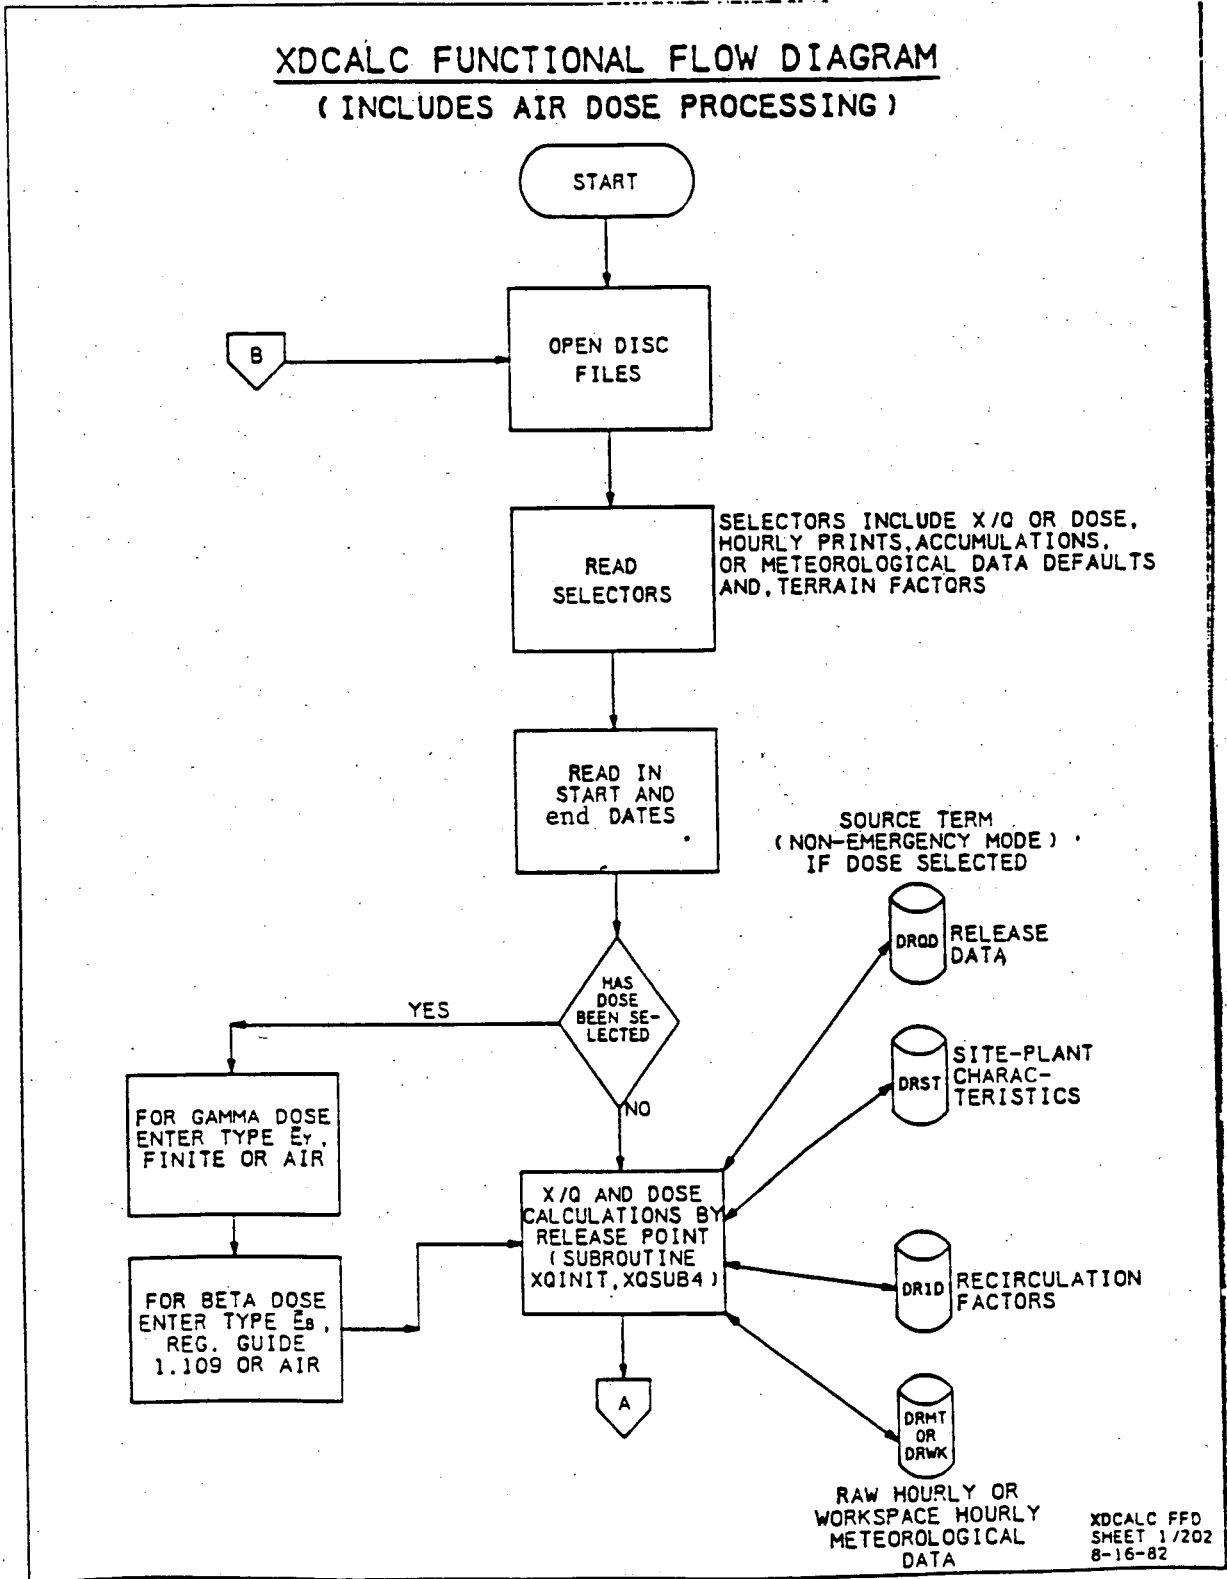 XDCALC FUNCTIONAL FLOW DIAGRAM
(INCLUDES AIR DOSE PROCESSING)
START
B
OPEN DISC
FILES
READ
SELECTORS
SELECTORS INCLUDE X/Q OR DOSE,
HOURLY PRINTS,ACCUMULATIONS,
OR METEOROLOGICAL DATA DEFAULTS
AND,TERRAIN FACTORS
READ IN
START AND
end DATES
SOURCE TERM
(NON-EMERGENCY MODE)
IF DOSE SELECTED
DRQD
RELEASE
DATA
HAS
DOSE
BEEN SE-
LECTED
YES
NO
DRST
SITE-PLANT
CHARAC-
TERISTICS
FOR GAMMA DOSE
ENTER TYPE Ēγ,
FINITE OR AIR
X/Q AND DOSE
CALCULATIONS BY
RELEASE POINT
(SUBROUTINE
XQINIT,XQSUB4)
FOR BETA DOSE
ENTER TYPE Ēβ,
REG. GUIDE
1.109 OR AIR
DR1D
RECIRCULATION
FACTORS
A
DRMT
OR
DRWK
RAW HOURLY OR
WORKSPACE HOURLY
METEOROLOGICAL
DATA
XDCALC FFD
SHEET 1/202
8-16-82